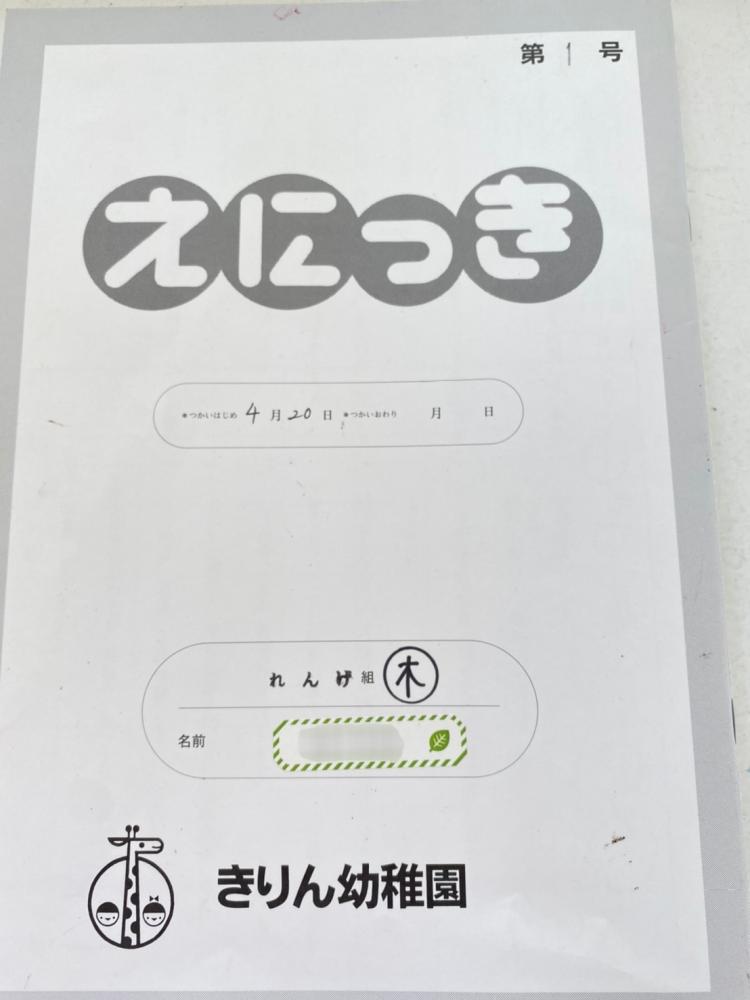 第 1 号
えにっき
*つかいはじめ 4 月 20 日 *つかいおわり 月 日
れんげ組 木
名前
きりん幼稚園